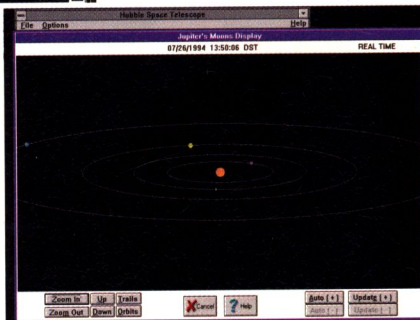 Hubble Space Telescope
File Options Help
Jupiter's Moons Display
07/26/1994 13:50:06 DST REAL TIME
Zoom In Up Trails
Zoom Out Down Orbits
Cancel
Help
Auto [+] Update [+]
Auto [-] Update [-]